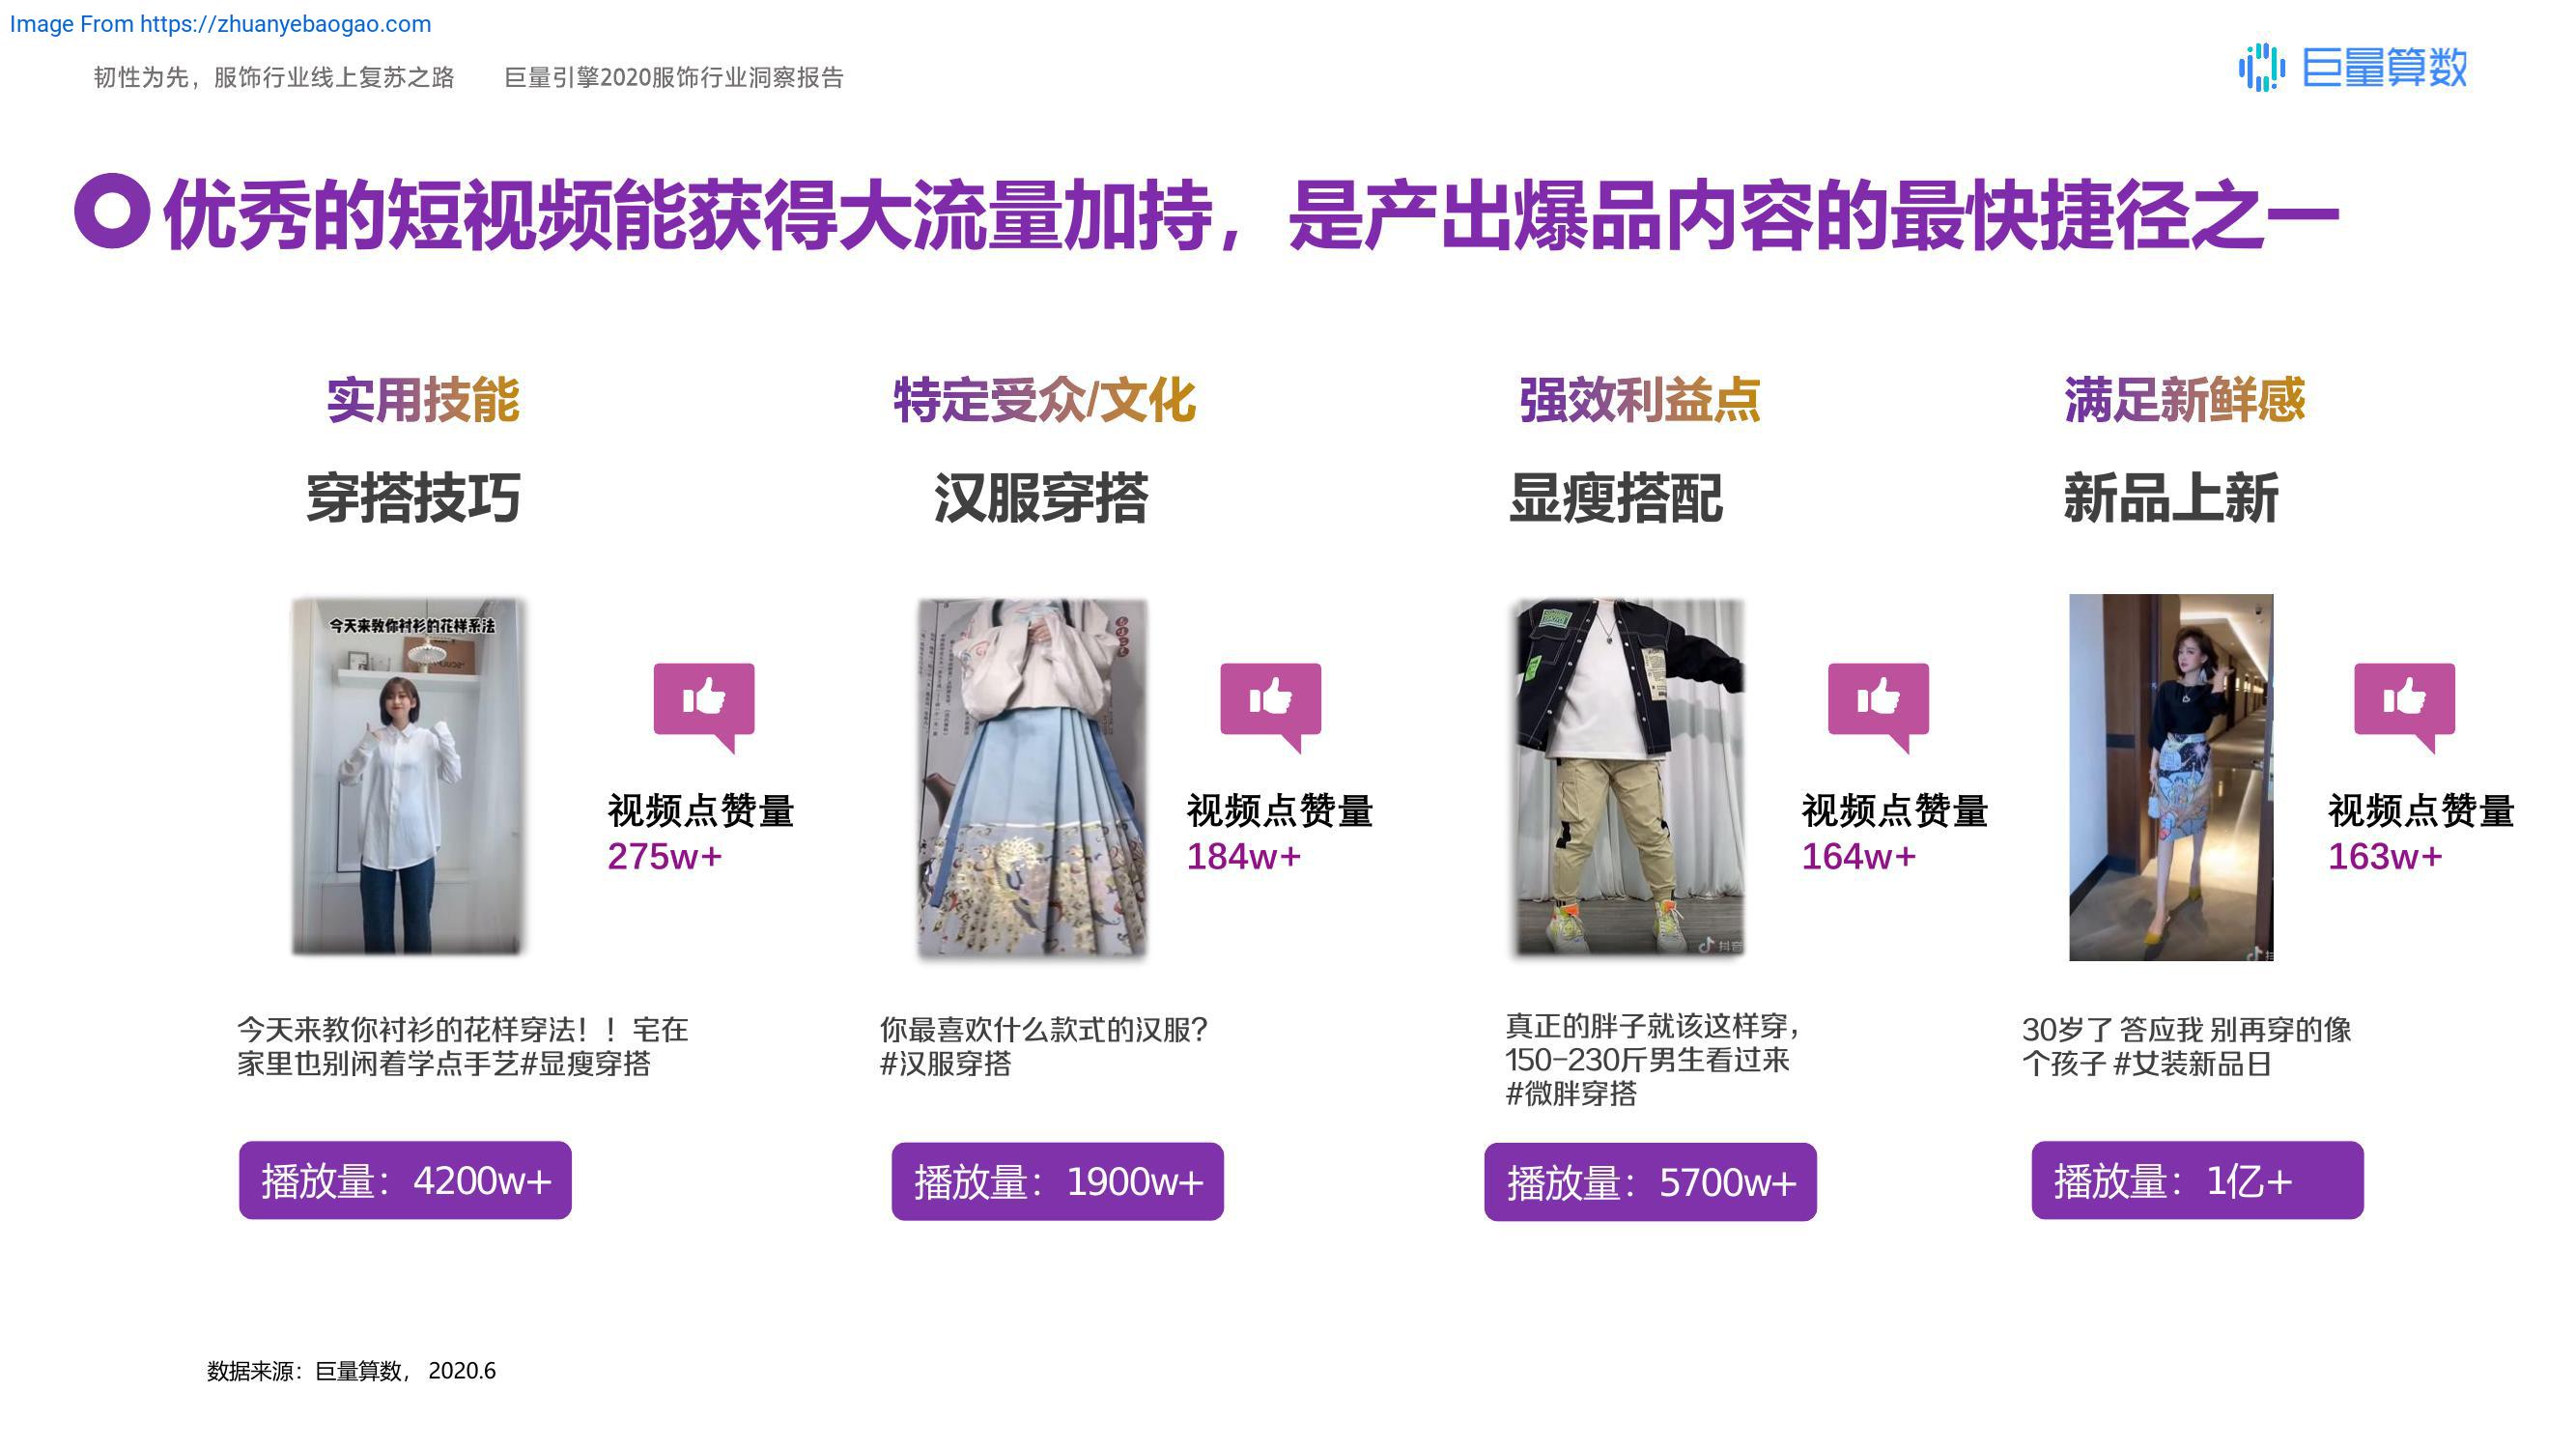 Image From https://zhuanyebaogao.com
韧性为先，服饰行业线上复苏之路 巨量引擎2020服饰行业洞察报告
巨量算数
优秀的短视频能获得大流量加持，是产出爆品内容的最快捷径之一
实用技能
穿搭技巧
今天来教你衬衫的花样系法
视频点赞量
275w+
今天来教你衬衫的花样穿法！！宅在
家里也别闲着学点手艺#显瘦穿搭
播放量：4200w+
特定受众/文化
汉服穿搭
视频点赞量
184w+
你最喜欢什么款式的汉服？
#汉服穿搭
播放量：1900w+
强效利益点
显瘦搭配
抖音
视频点赞量
164w+
真正的胖子就该这样穿，
150-230斤男生看过来
#微胖穿搭
播放量：5700w+
满足新鲜感
新品上新
视频点赞量
163w+
30岁了 答应我 别再穿的像
个孩子 #女装新品日
播放量：1亿+
数据来源：巨量算数， 2020.6